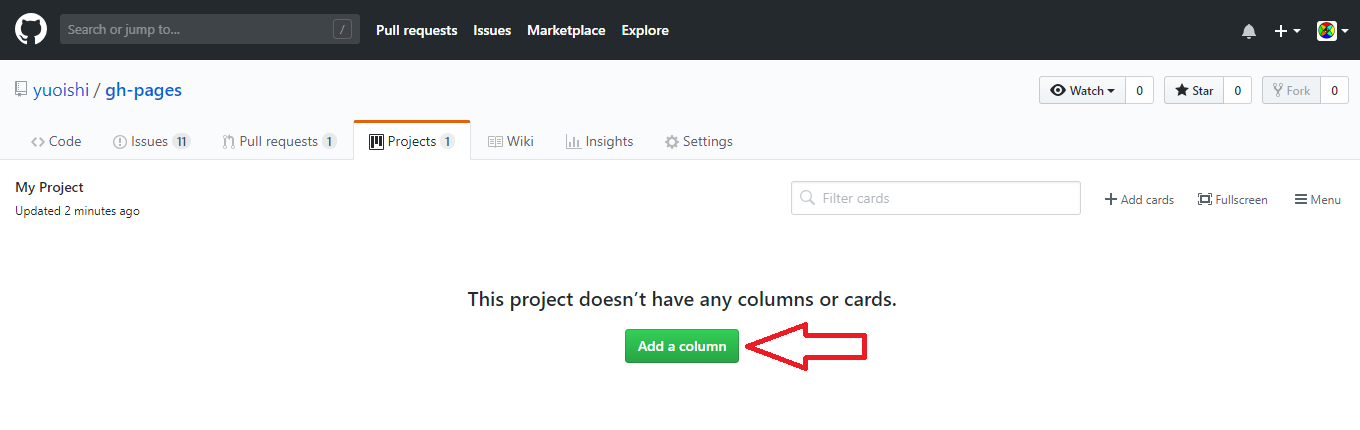 Search or jump to... / Pull requests Issues Marketplace Explore
yuoishi / gh-pages Watch 0 Star 0 Fork 0
Code Issues 11 Pull requests 1 Projects 1 Wiki Insights Settings
My Project
Updated 2 minutes ago
Filter cards Add cards Fullscreen Menu
This project doesn’t have any columns or cards.
Add a column